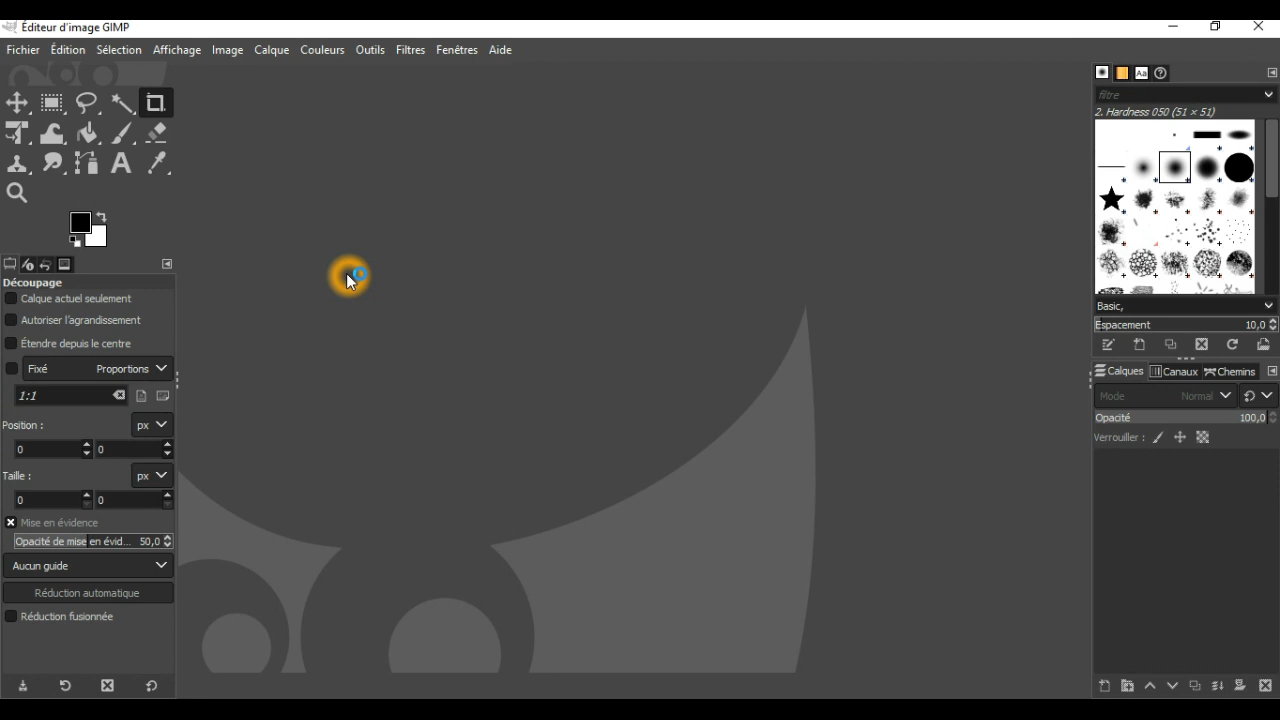 Éditeur d'image GIMP
Fichier Édition Sélection Affichage Image Calque Couleurs Outils Filtres Fenêtres Aide
filtre
2. Hardness 050 (51 × 51)
Découpage
Calque actuel seulement
Autoriser l'agrandissement
Étendre depuis le centre
Fixé Proportions
1:1
Position : px
0 0
Taille : px
0 0
Mise en évidence
Opacité de mise en évid... 50,0
Aucun guide
Réduction automatique
Réduction fusionnée
Basic,
Espacement 10,0
Calques Canaux Chemins
Mode Normal
Opacité 100,0
Verrouiller :
Aa